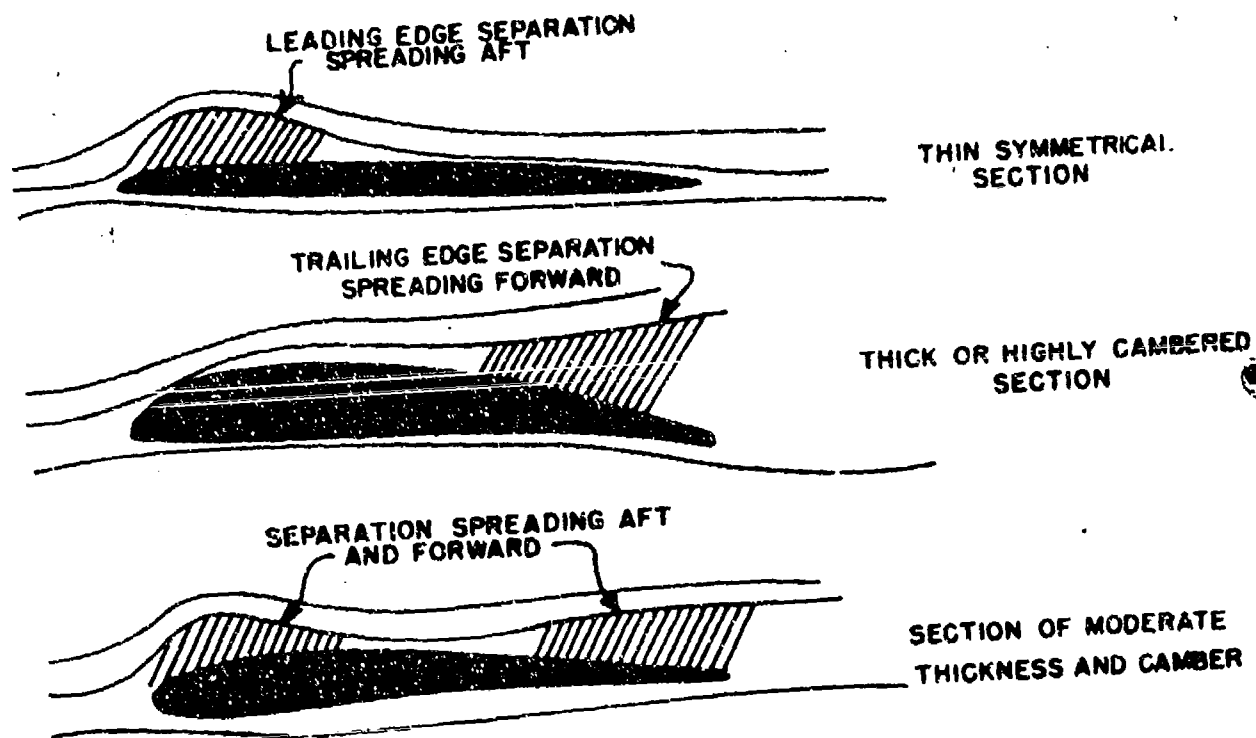 LEADING EDGE SEPARATION
SPREADING AFT
THIN SYMMETRICAL
SECTION
TRAILING EDGE SEPARATION
SPREADING FORWARD
THICK OR HIGHLY CAMBERED
SECTION
SEPARATION SPREADING AFT
AND FORWARD
SECTION OF MODERATE
THICKNESS AND CAMBER